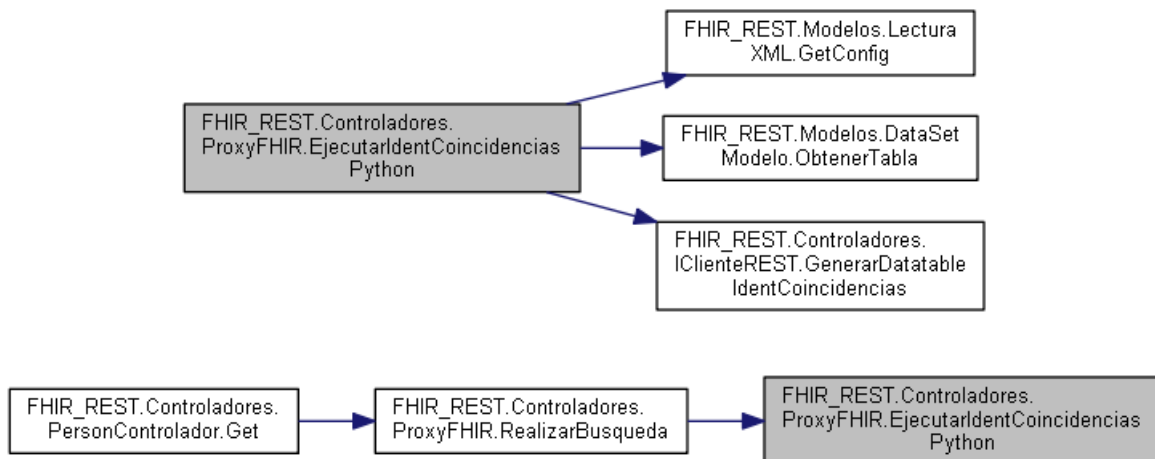 FHIR_REST.Modelos.Lectura
XML.GetConfig
FHIR_REST.Controladores.
ProxyFHIR.EjecutarIdentCoincidencias
Python
FHIR_REST.Modelos.DataSet
Modelo.ObtenerTabla
FHIR_REST.Controladores.
IClienteREST.GenerarDatatable
IdentCoincidencias
FHIR_REST.Controladores.
PersonControlador.Get
FHIR_REST.Controladores.
ProxyFHIR.RealizarBusqueda
FHIR_REST.Controladores.
ProxyFHIR.EjecutarIdentCoincidencias
Python